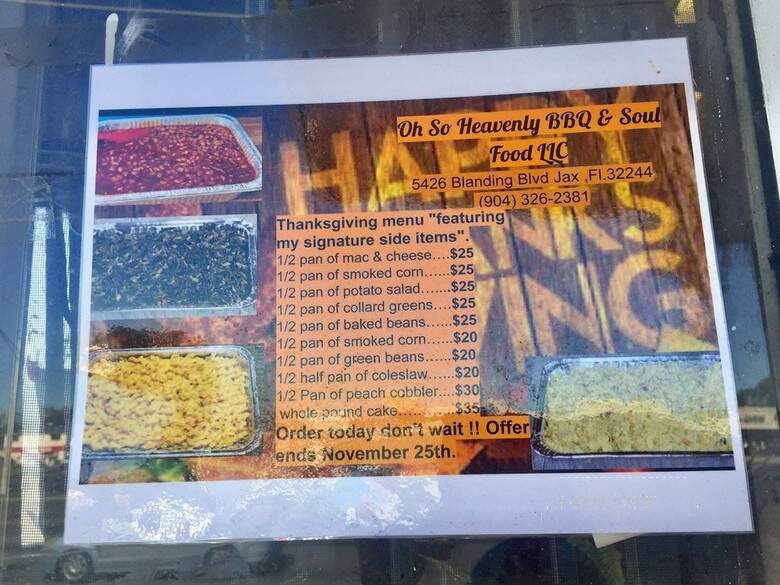 Oh So Heavenly BBQ & Soul
Food LLC
5426 Blanding Blvd Jax ,Fl.32244
(904) 326-2381
HAPPY
THANKS
GIVING
Thanksgiving menu "featuring
my signature side items".
1/2 pan of mac & cheese....$25
1/2 pan of smoked corn......$25
1/2 pan of potato salad.......$25
1/2 pan of collard greens....$25
1/2 pan of baked beans......$25
1/2 pan of smoked corn......$20
1/2 pan of green beans......$20
1/2 half pan of coleslaw......$20
1/2 Pan of peach cobbler....$30
whole pound cake.............$35
Order today don't wait !! Offer
ends November 25th.